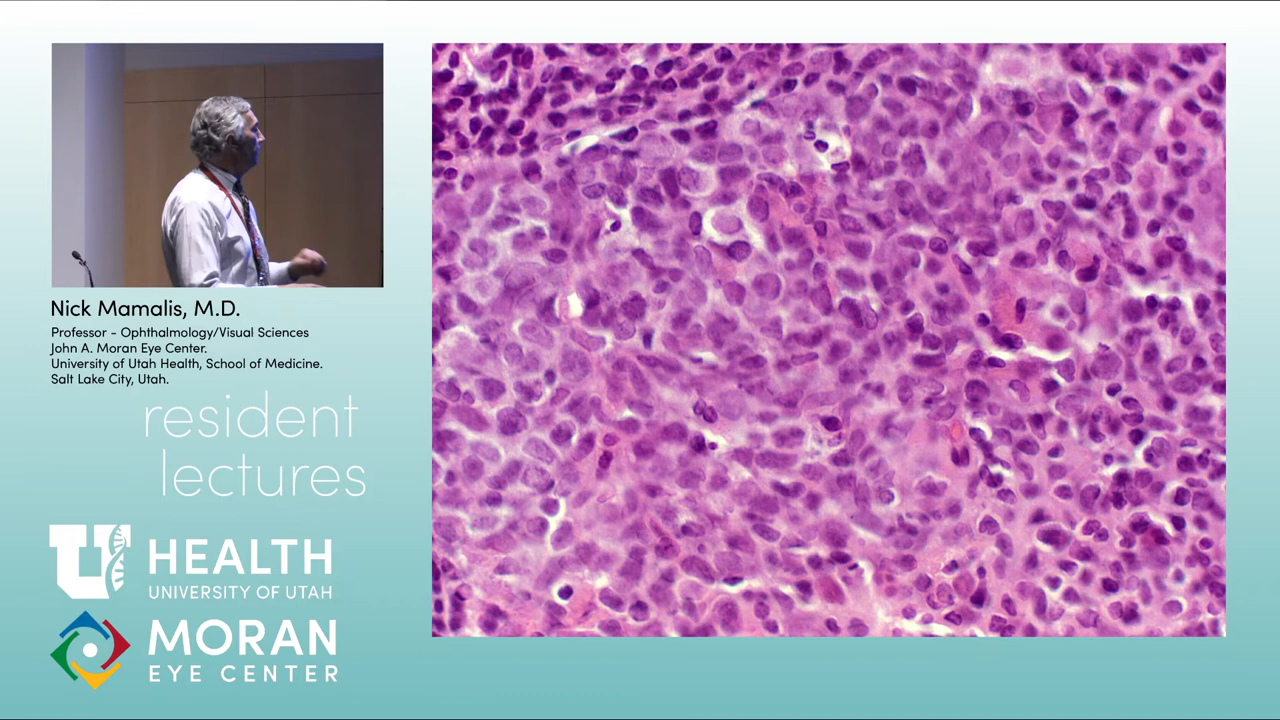 Nick Mamalis, M.D.
Professor - Ophthalmology/Visual Sciences
John A. Moran Eye Center.
University of Utah Health, School of Medicine.
Salt Lake City, Utah.
resident
lectures
U HEALTH
UNIVERSITY OF UTAH
MORAN
EYE CENTER